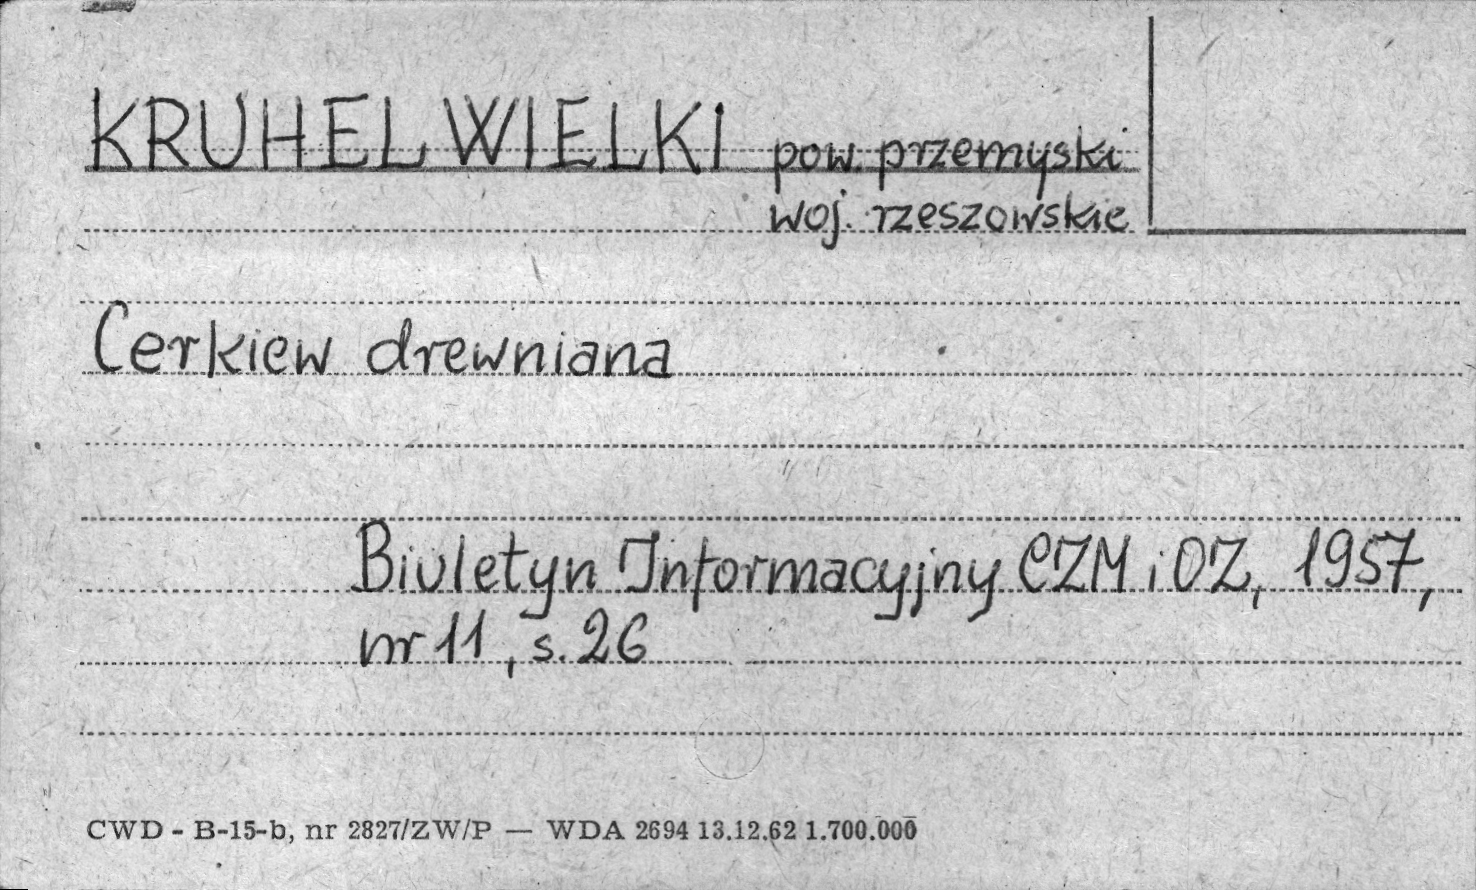 KRUHEL WIELKI pow. przemyski
woj. rzeszowskie
Cerkiew drewniana
Biuletyn Informacyjny CZM i OZ, 1957,
nr 11, s. 26
CWD - B-15-b, nr 2827/ZW/P — WDA 2694 13.12.62 1.700.000